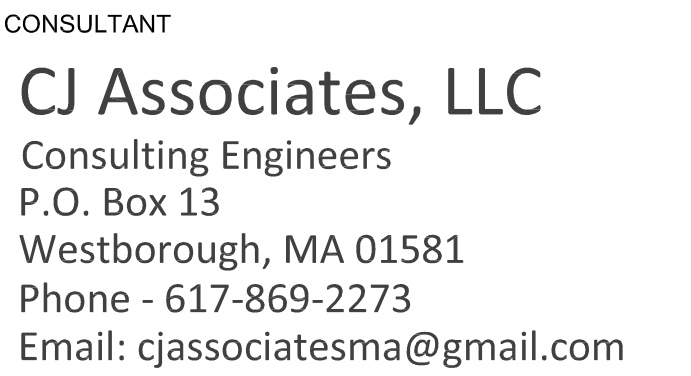 CONSULTANT
CJ Associates, LLC
Consulting Engineers
P.O. Box 13
Westborough, MA 01581
Phone - 617-869-2273
Email: cjassociatesma@gmail.com